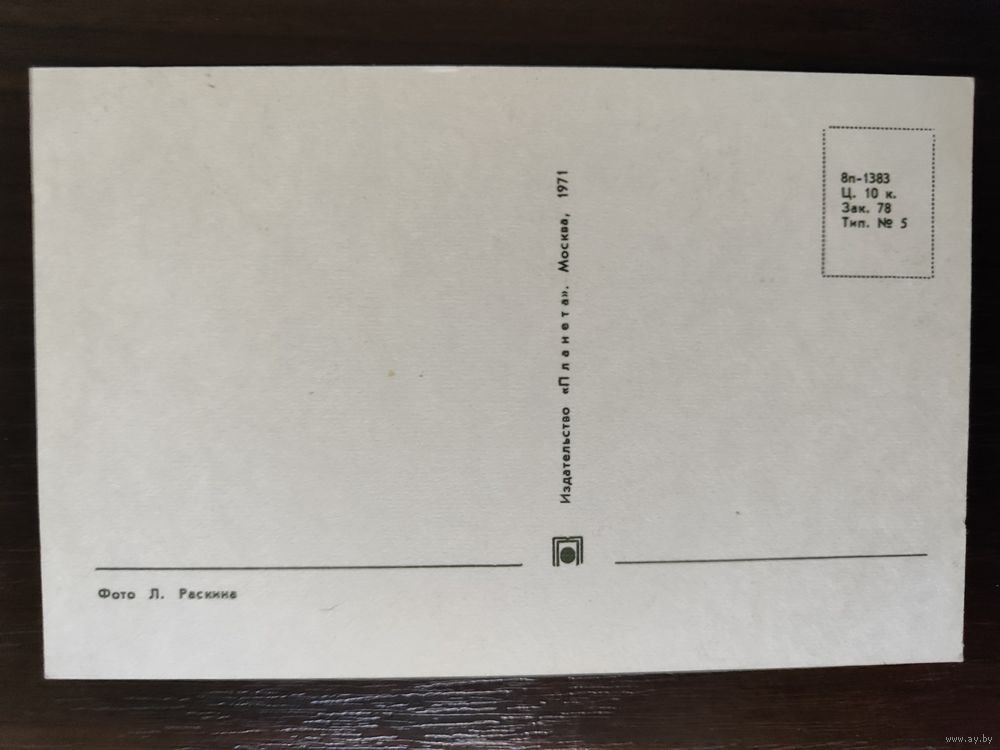 8п-1383
Ц. 10 к.
Зак. 78
Тип. № 5
Издательство «Планета». Москва, 1971
Фото Л. Раскина
www.ay.by